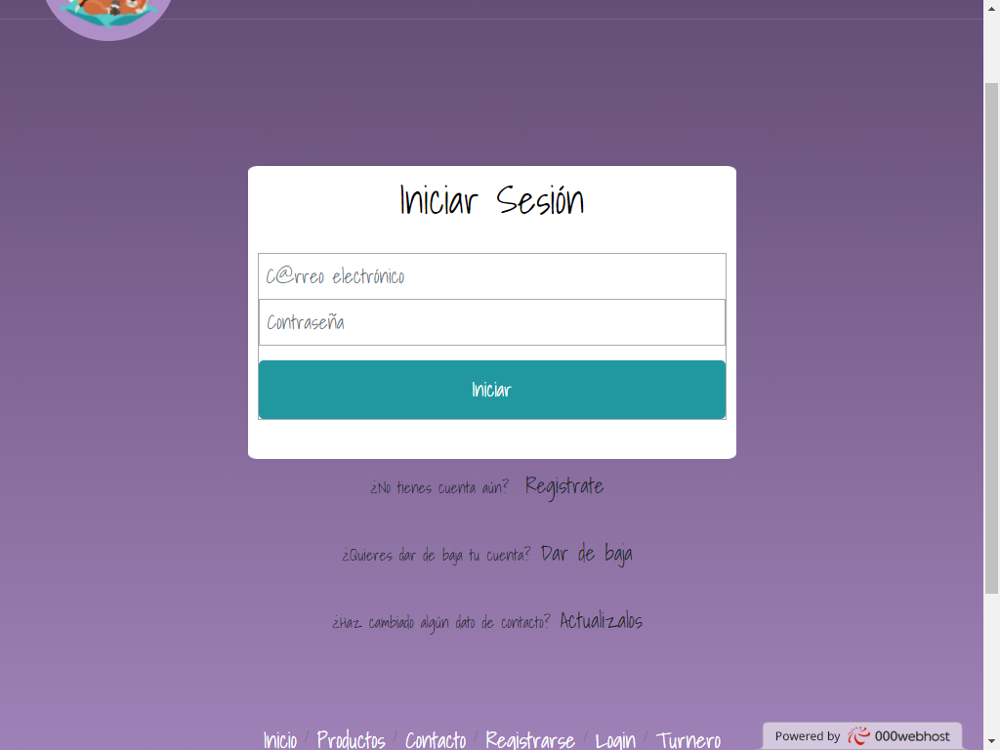 Iniciar Sesión
C@rreo electrónico
Contraseña
Iniciar
¿No tienes cuenta aún? Registrate
¿Quieres dar de baja tu cuenta? Dar de baja
¿Haz cambiado algún dato de contacto? Actualizalos
Inicio / Productos / Contacto / Registrarse / Login / Turnero
Powered by 000webhost